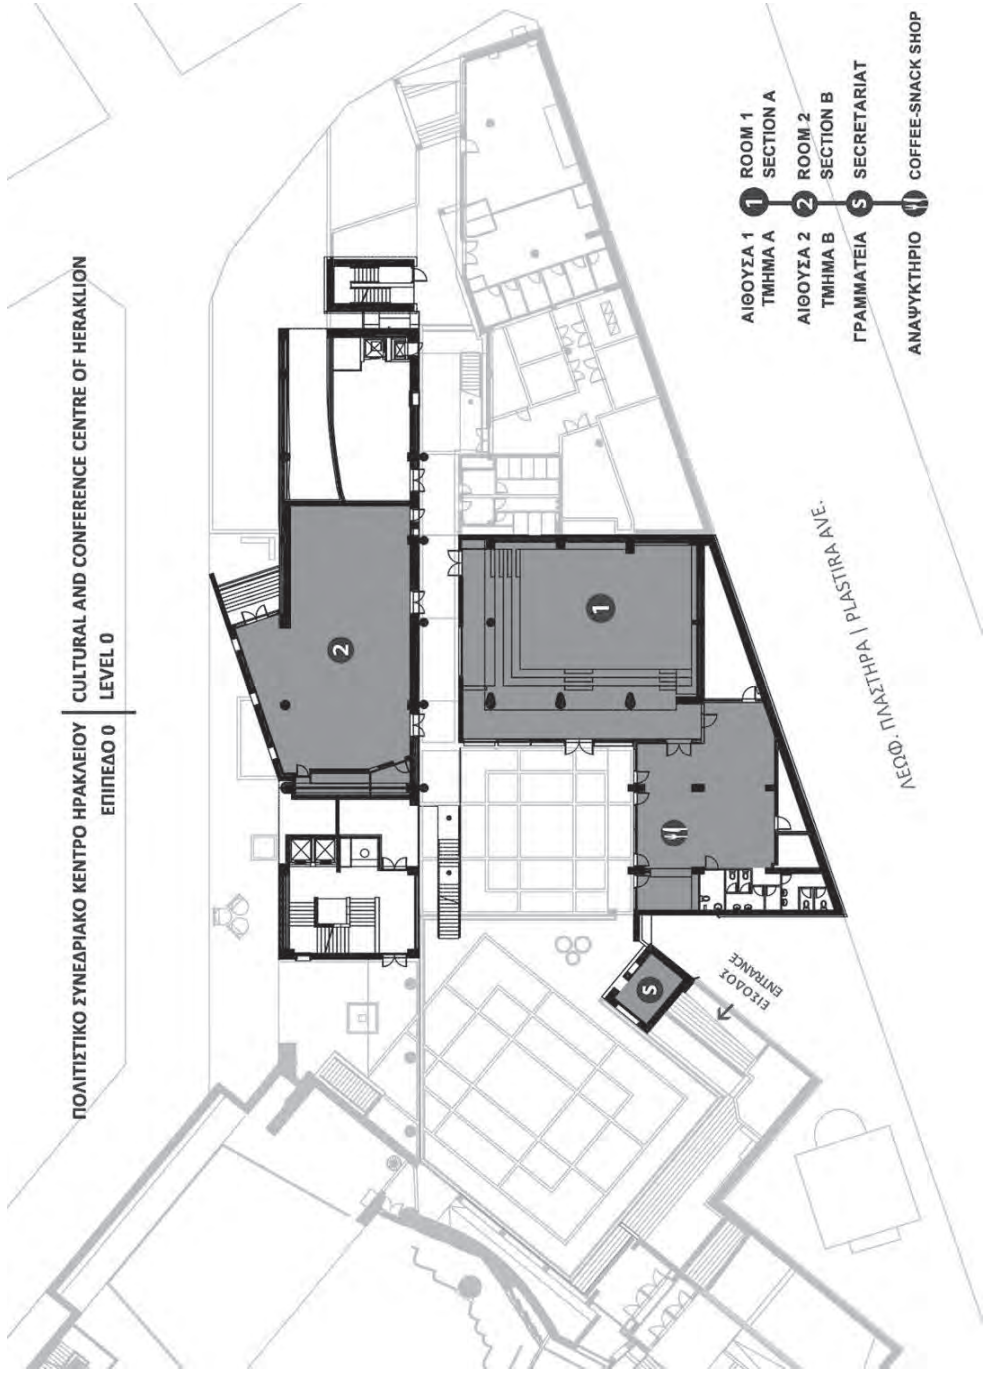 ΠΟΛΙΤΙΣΤΙΚΟ ΣΥΝΕΔΡΙΑΚΟ ΚΕΝΤΡΟ ΗΡΑΚΛΕΙΟΥ | CULTURAL AND CONFERENCE CENTRE OF HERAKLION
ΕΠΙΠΕΔΟ 0 | LEVEL 0
2
1
S
ΕΙΣΟΔΟΣ
ENTRANCE
ΛΕΩΦ. ΠΛΑΣΤΗΡΑ | PLASTIRA AVE.
ΑΙΘΟΥΣΑ 1 1 ROOM 1
ΤΜΗΜΑ Α SECTION A
ΑΙΘΟΥΣΑ 2 2 ROOM 2
ΤΜΗΜΑ Β SECTION B
ΓΡΑΜΜΑΤΕΙΑ S SECRETARIAT
ΑΝΑΨΥΚΤΗΡΙΟ COFFEE-SNACK SHOP